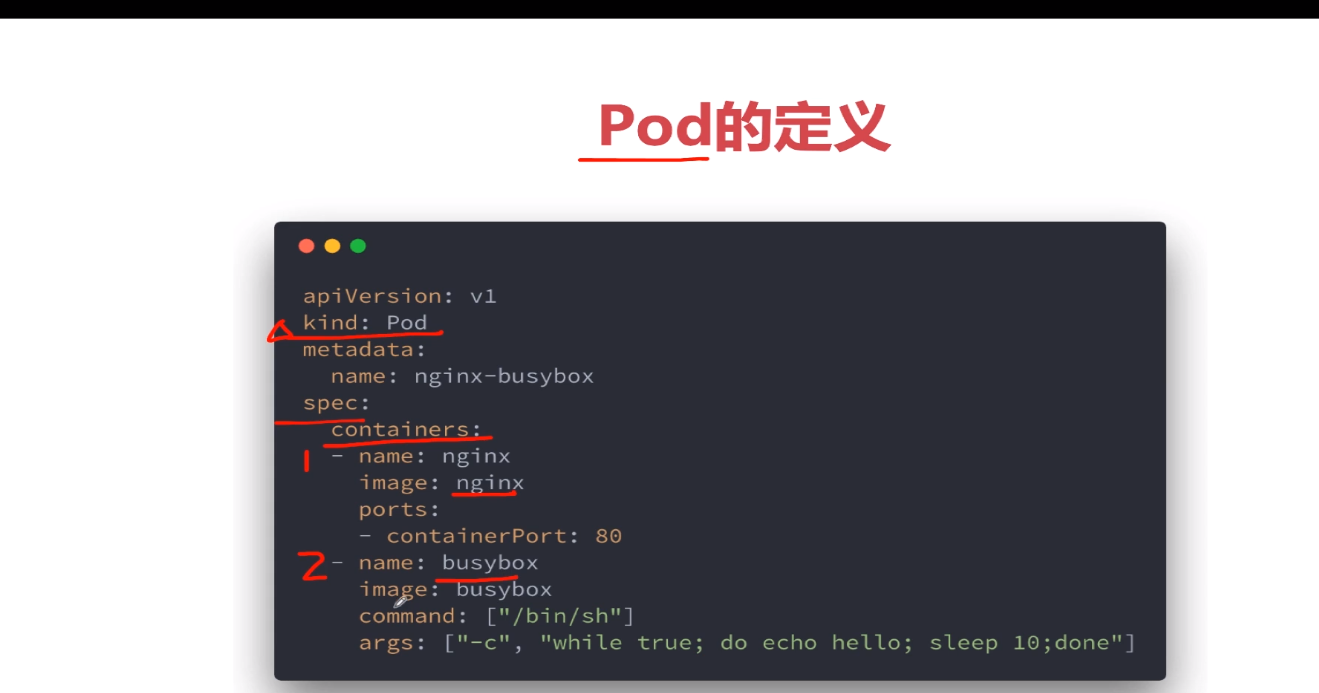 Pod的定义
apiVersion: v1
kind: Pod
metadata:
  name: nginx-busybox
spec:
  containers:
1 - name: nginx
    image: nginx
    ports:
    - containerPort: 80
2 - name: busybox
    image: busybox
    command: ["/bin/sh"]
    args: ["-c", "while true; do echo hello; sleep 10;done"]